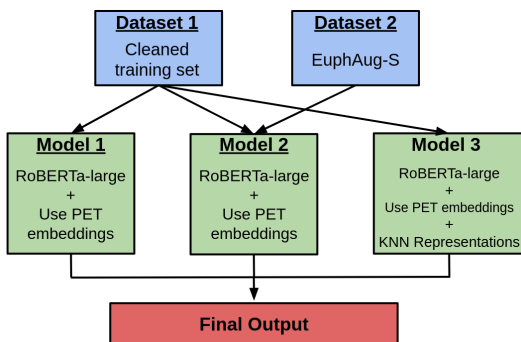 Dataset 1
Cleaned
training set
Dataset 2
EuphAug-S
Model 1
RoBERTa-large
+
Use PET
embeddings
Model 2
RoBERTa-large
+
Use PET
embeddings
Model 3
RoBERTa-large
+
Use PET embeddings
+
KNN Representations
Final Output